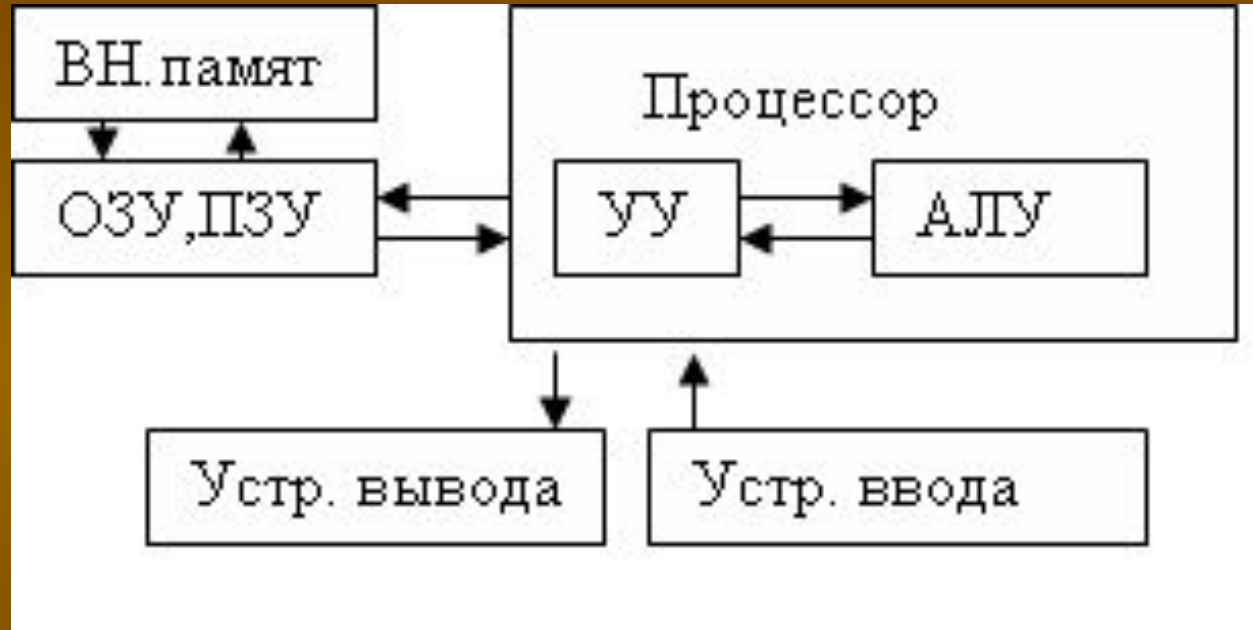 ВН.памят
Процессор
ОЗУ,ПЗУ
УУ
АЛУ
Устр. вывода
Устр. ввода